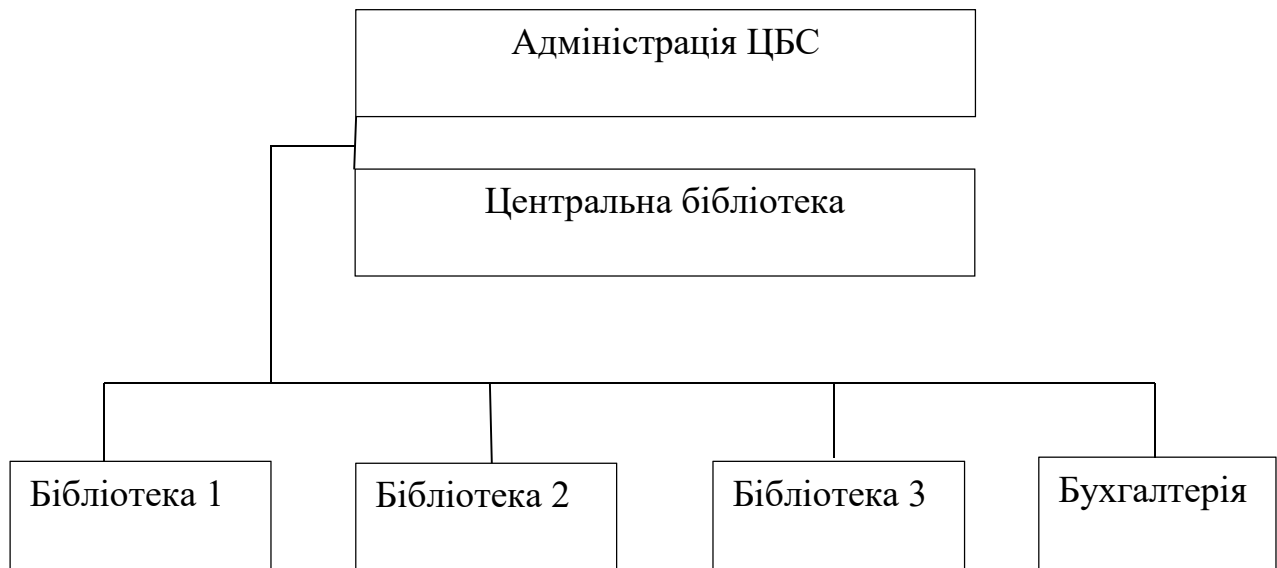 Адміністрація ЦБС
Центральна бібліотека
Бібліотека 1
Бібліотека 2
Бібліотека 3
Бухгалтерія